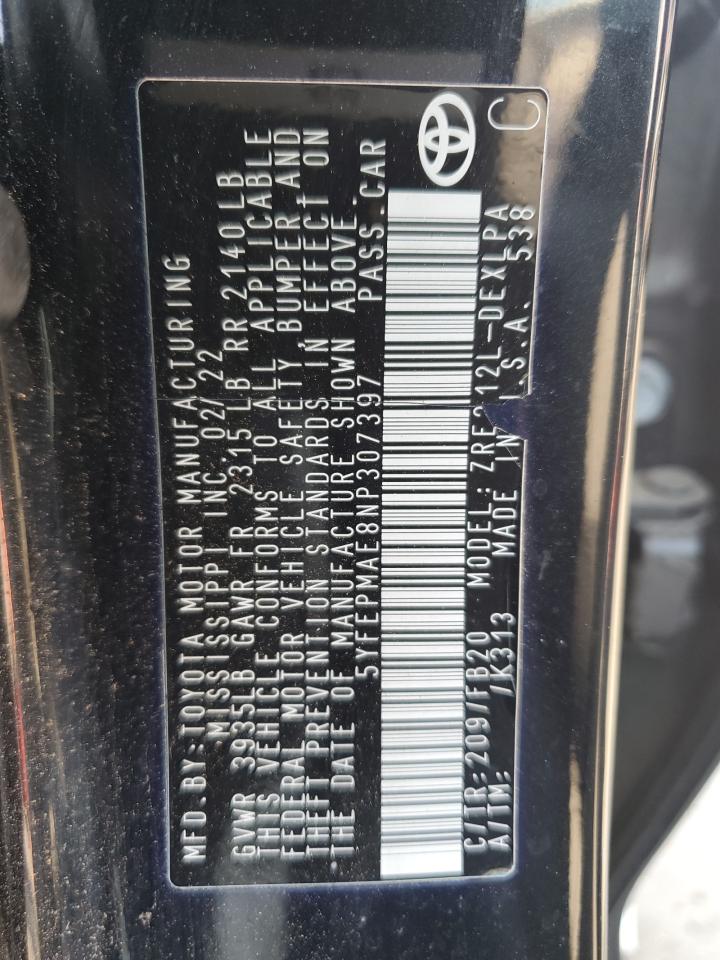 MFD.BY:TOYOTA MOTOR MANUFACTURING
MISSISSIPPI INC 02/22
GVWR 3935LB GAWR FR 2315LB RR 2140LB
THIS VEHICLE CONFORMS TO ALL APPLICABLE
FEDERAL MOTOR VEHICLE SAFETY, BUMPER AND
THEFT PREVENTION STANDARDS IN EFFECT ON
THE DATE OF MANUFACTURE SHOWN ABOVE.
5YFEPMAE8NP307397 PASS.CAR
C/TR:209/FB20 MODEL:ZRE212L-DEXLPA
A/TM: /K313 MADE IN U.S.A. 538
C